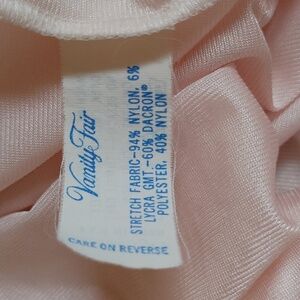 Vanity Fair
STRETCH FABRIC-94% NYLON, 6%
LYCRA GMT.-60% DACRON®
POLYESTER, 40% NYLON
CARE ON REVERSE